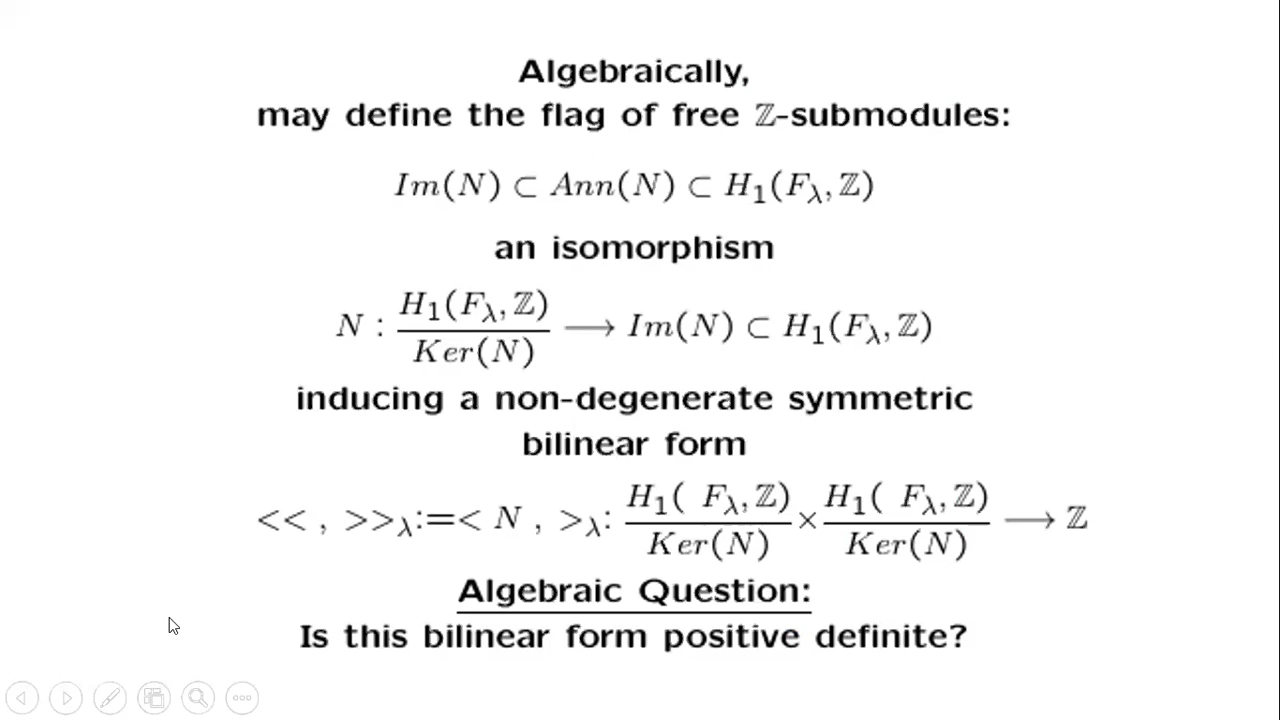 Algebraically,
may define the flag of free ℤ-submodules:
Im(N) ⊂ Ann(N) ⊂ H₁(F_λ, ℤ)
an isomorphism
N : H₁(F_λ, ℤ) / Ker(N) ⟶ Im(N) ⊂ H₁(F_λ, ℤ)
inducing a non-degenerate symmetric
bilinear form
<< , >>_λ := < N , >_λ : H₁( F_λ, ℤ) / Ker(N) × H₁( F_λ, ℤ) / Ker(N) ⟶ ℤ
Algebraic Question:
Is this bilinear form positive definite?